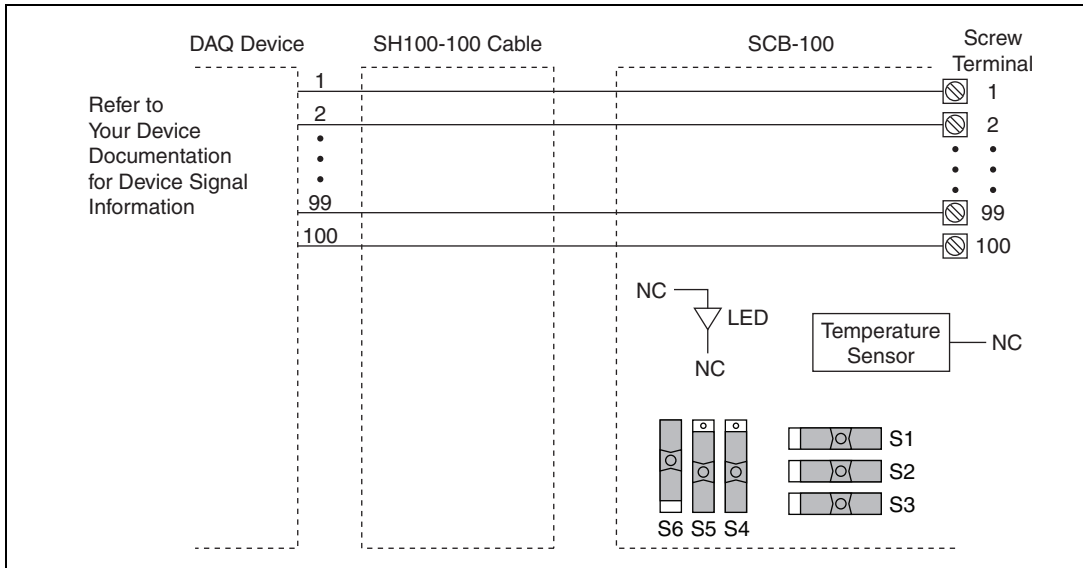 DAQ Device
SH100-100 Cable
SCB-100
Screw
Terminal
Refer to
Your Device
Documentation
for Device Signal
Information
1
1
2
2
99
99
100
100
NC
LED
NC
Temperature
Sensor
NC
S1
S2
S3
S6 S5 S4